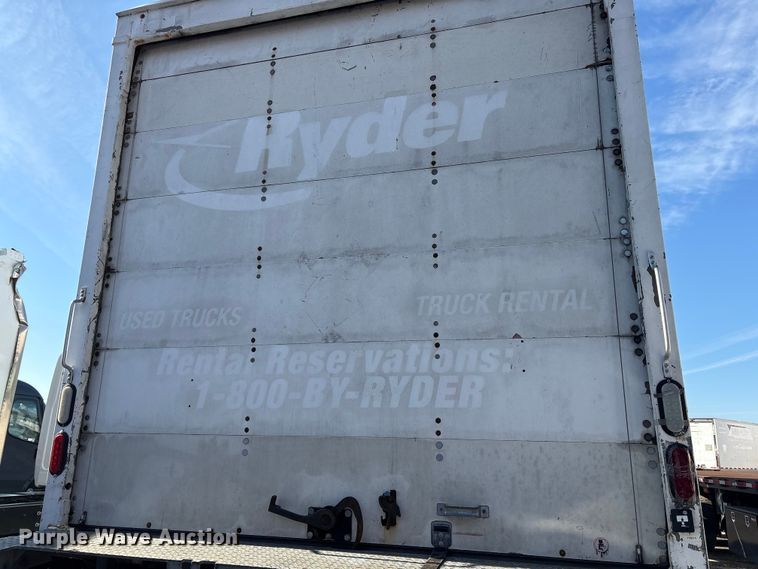 Ryder
USED TRUCKS TRUCK RENTAL
Rental Reservations:
1-800-BY-RYDER
Purple Wave Auction